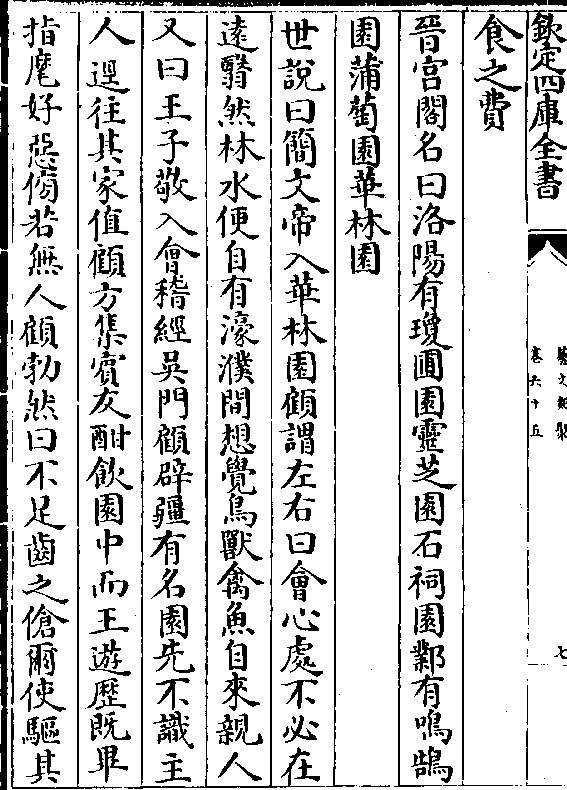 欽定四庫全書
藝文類聚
卷六十五
七
食之費
晉宫閣名曰洛陽有瓊圃園靈芝園石祠園鄴有鳴鵠
園蒲萄園華林園
世說曰簡文帝入華林園顧謂左右曰會心處不必在
遠翳然林水便自有濠濮間想覺鳥獸禽魚自來親人
又曰王子敬入會稽經吳門顧辟疆有名園先不識主
人逕往其家值顧方集賓友酣飲園中而王遊歷既畢
指麾好惡傍若無人顧勃然曰不足齒之傖爾使驅其